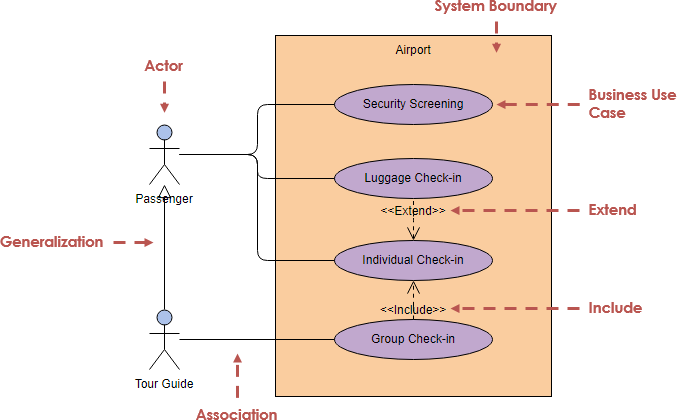 System Boundary
Airport
Actor
Security Screening
Business Use
Case
Luggage Check-in
Passenger
<<Extend>>
Extend
Generalization
Individual Check-in
<<Include>>
Include
Group Check-in
Tour Guide
Association